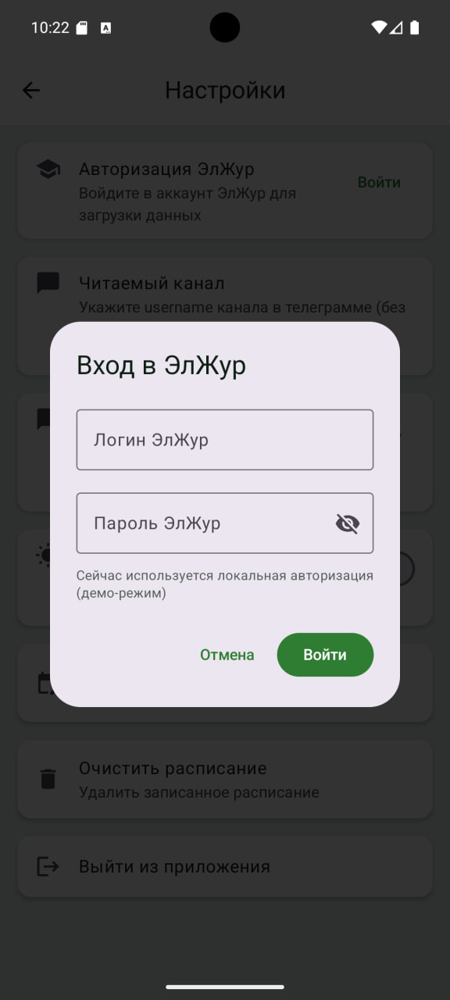 10:22
Настройки
Авторизация ЭлЖур
Войдите в аккаунт ЭлЖур для
загрузки данных
Войти
Читаемый канал
Укажите username канала в телеграмме (без
Вход в ЭлЖур
Логин ЭлЖур
Пароль ЭлЖур
Сейчас используется локальная авторизация
(демо-режим)
Отмена
Войти
Очистить расписание
Удалить записанное расписание
Выйти из приложения